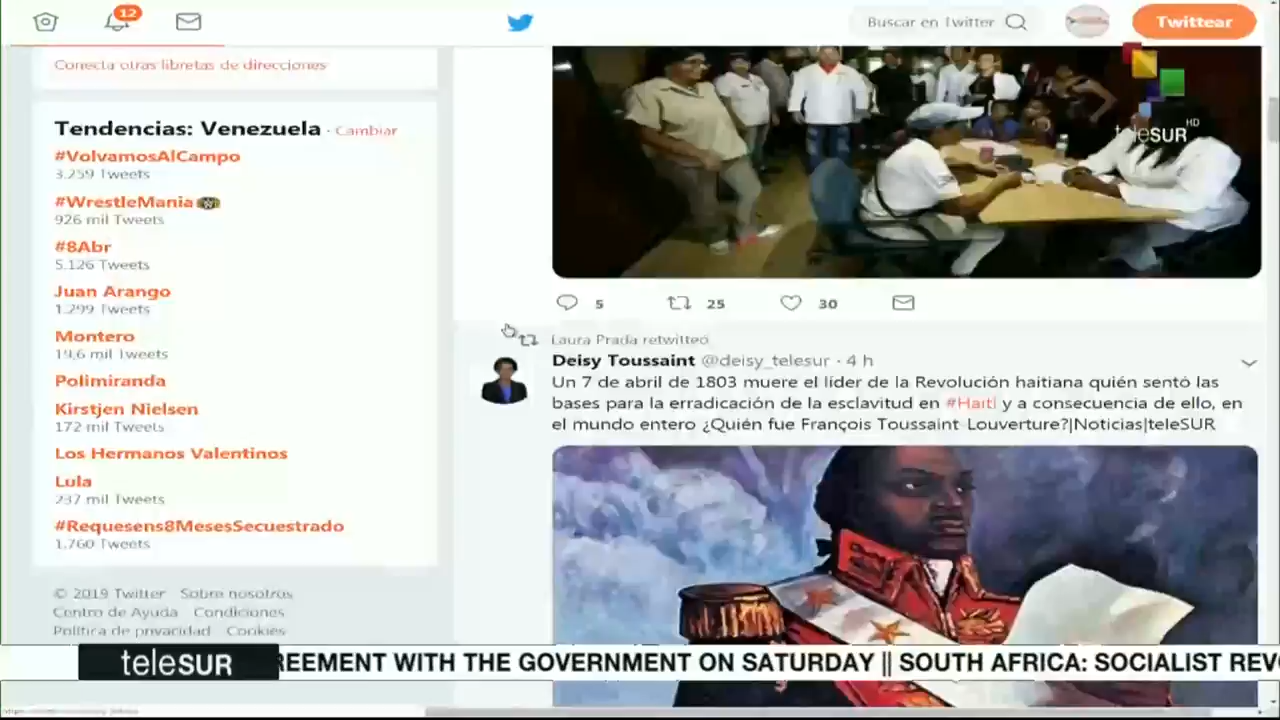 12
Buscar en Twitter
Twittear
Conecta otras libretas de direcciones
Tendencias: Venezuela · Cambiar
#VolvamosAlCampo
3.259 Tweets
#WrestleMania
926 mil Tweets
#8Abr
5.126 Tweets
Juan Arango
1.299 Tweets
Montero
19,6 mil Tweets
Polimiranda
Kirstjen Nielsen
172 mil Tweets
Los Hermanos Valentinos
Lula
237 mil Tweets
#Requesens8MesesSecuestrado
1.760 Tweets
© 2019 Twitter Sobre nosotros
Centro de Ayuda Condiciones
Política de privacidad Cookies
teleSUR HD
5 25 30
Laura Prada retwitteó
Deisy Toussaint @deisy_telesur · 4 h
Un 7 de abril de 1803 muere el líder de la Revolución haitiana quién sentó las
bases para la erradicación de la esclavitud en #Haití y a consecuencia de ello, en
el mundo entero ¿Quién fue François Toussaint-Louverture?|Noticias|teleSUR
teleSUR
REEMENT WITH THE GOVERNMENT ON SATURDAY || SOUTH AFRICA: SOCIALIST REV